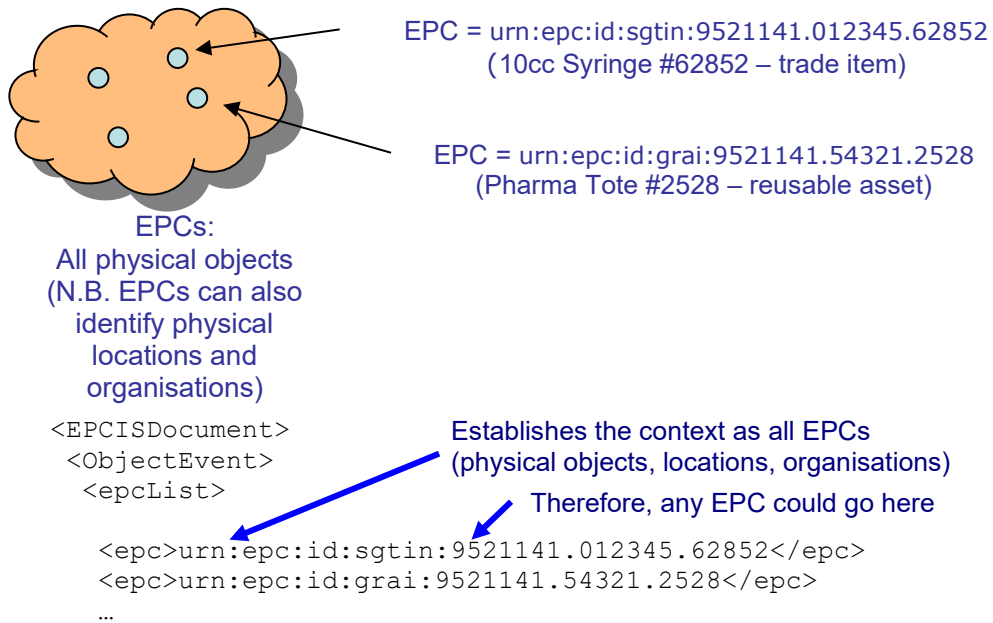 EPC = urn:epc:id:sgtin:9521141.012345.62852
(10cc Syringe #62852 – trade item)
EPC = urn:epc:id:grai:9521141.54321.2528
(Pharma Tote #2528 – reusable asset)
EPCs:
All physical objects
(N.B. EPCs can also
identify physical
locations and
organisations)
<EPCISDocument>
<ObjectEvent>
<epcList>
Establishes the context as all EPCs
(physical objects, locations, organisations)
Therefore, any EPC could go here
<epc>urn:epc:id:sgtin:9521141.012345.62852</epc>
<epc>urn:epc:id:grai:9521141.54321.2528</epc>
…